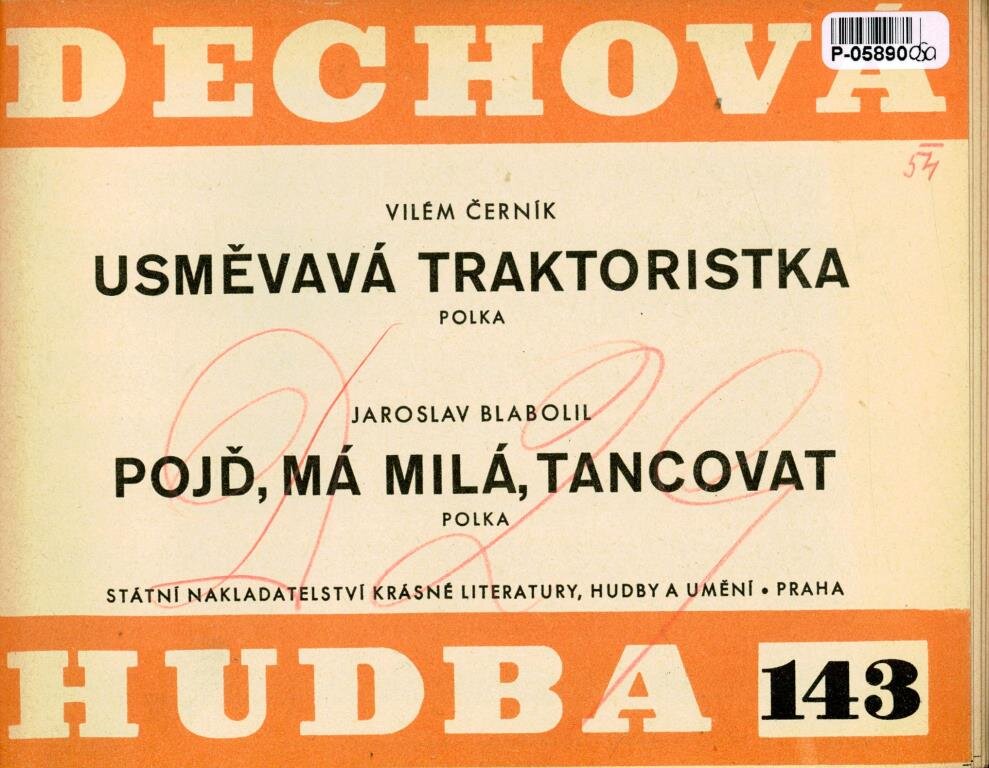 DECHOVÁ
P-05890
54
VILÉM ČERNÍK
USMĚVAVÁ TRAKTORISTKA
POLKA
JAROSLAV BLABOLIL
POJĎ, MÁ MILÁ, TANCOVAT
POLKA
STÁTNÍ NAKLADATELSTVÍ KRÁSNÉ LITERATURY, HUDBY A UMĚNÍ • PRAHA
HUDBA 143